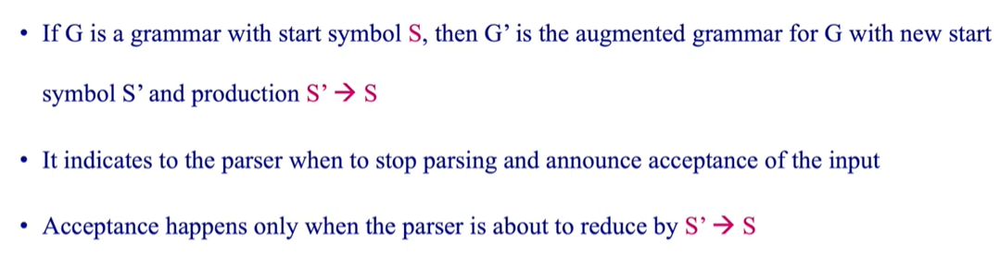 • If G is a grammar with start symbol S, then G’ is the augmented grammar for G with new start
symbol S’ and production S’ → S
• It indicates to the parser when to stop parsing and announce acceptance of the input
• Acceptance happens only when the parser is about to reduce by S’ → S